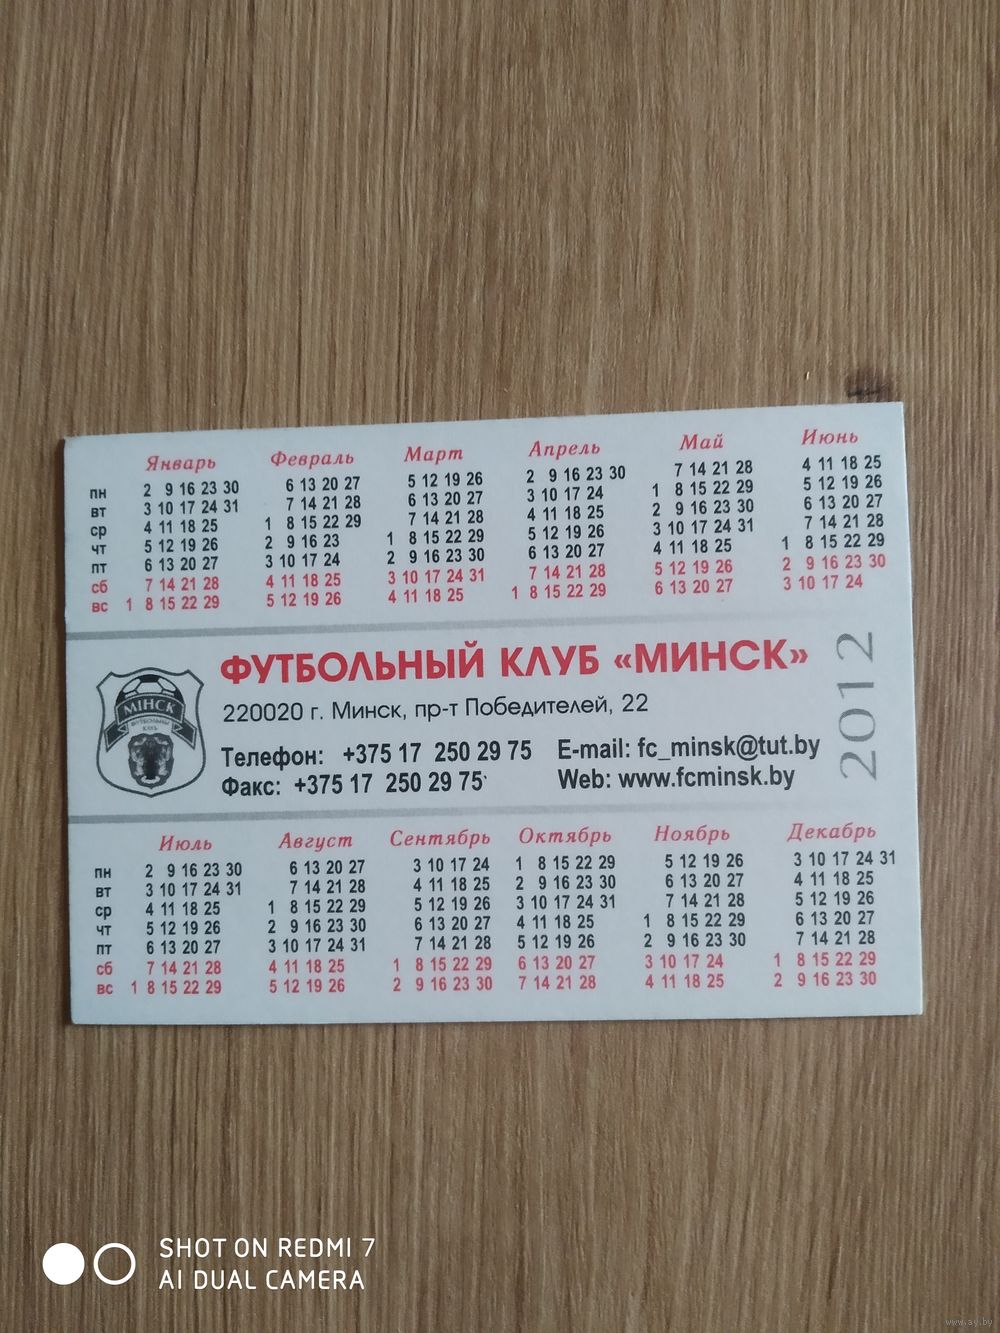 Январь Февраль Март Апрель Май Июнь
пн 2 9 16 23 30 6 13 20 27 5 12 19 26 2 9 16 23 30 7 14 21 28 4 11 18 25
вт 3 10 17 24 31 7 14 21 28 6 13 20 27 3 10 17 24 1 8 15 22 29 5 12 19 26
ср 4 11 18 25 1 8 15 22 29 7 14 21 28 4 11 18 25 2 9 16 23 30 6 13 20 27
чт 5 12 19 26 2 9 16 23 1 8 15 22 29 5 12 19 26 3 10 17 24 31 7 14 21 28
пт 6 13 20 27 3 10 17 24 2 9 16 23 30 6 13 20 27 4 11 18 25 1 8 15 22 29
сб 7 14 21 28 4 11 18 25 3 10 17 24 31 7 14 21 28 5 12 19 26 2 9 16 23 30
вс 1 8 15 22 29 5 12 19 26 4 11 18 25 1 8 15 22 29 6 13 20 27 3 10 17 24
МІНСК
ФУТБОЛЬНЫ
КЛУБ
ФУТБОЛЬНЫЙ КЛУБ «МИНСК»
220020 г. Минск, пр-т Победителей, 22
Телефон: +375 17 250 29 75 E-mail: fc_minsk@tut.by
Факс: +375 17 250 29 75 Web: www.fcminsk.by
2012
Июль Август Сентябрь Октябрь Ноябрь Декабрь
пн 2 9 16 23 30 6 13 20 27 3 10 17 24 1 8 15 22 29 5 12 19 26 3 10 17 24 31
вт 3 10 17 24 31 7 14 21 28 4 11 18 25 2 9 16 23 30 6 13 20 27 4 11 18 25
ср 4 11 18 25 1 8 15 22 29 5 12 19 26 3 10 17 24 31 7 14 21 28 5 12 19 26
чт 5 12 19 26 2 9 16 23 30 6 13 20 27 4 11 18 25 1 8 15 22 29 6 13 20 27
пт 6 13 20 27 3 10 17 24 31 7 14 21 28 5 12 19 26 2 9 16 23 30 7 14 21 28
сб 7 14 21 28 4 11 18 25 1 8 15 22 29 6 13 20 27 3 10 17 24 1 8 15 22 29
вс 1 8 15 22 29 5 12 19 26 2 9 16 23 30 7 14 21 28 4 11 18 25 2 9 16 23 30
SHOT ON REDMI 7
AI DUAL CAMERA
www.ay.by